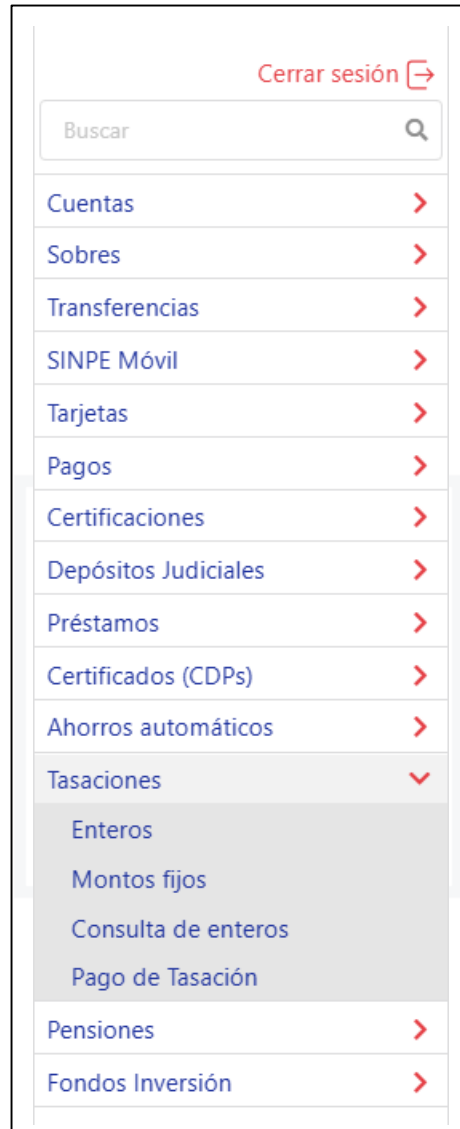 Cerrar sesión
Buscar
Cuentas
Sobres
Transferencias
SINPE Móvil
Tarjetas
Pagos
Certificaciones
Depósitos Judiciales
Préstamos
Certificados (CDPs)
Ahorros automáticos
Tasaciones
Enteros
Montos fijos
Consulta de enteros
Pago de Tasación
Pensiones
Fondos Inversión